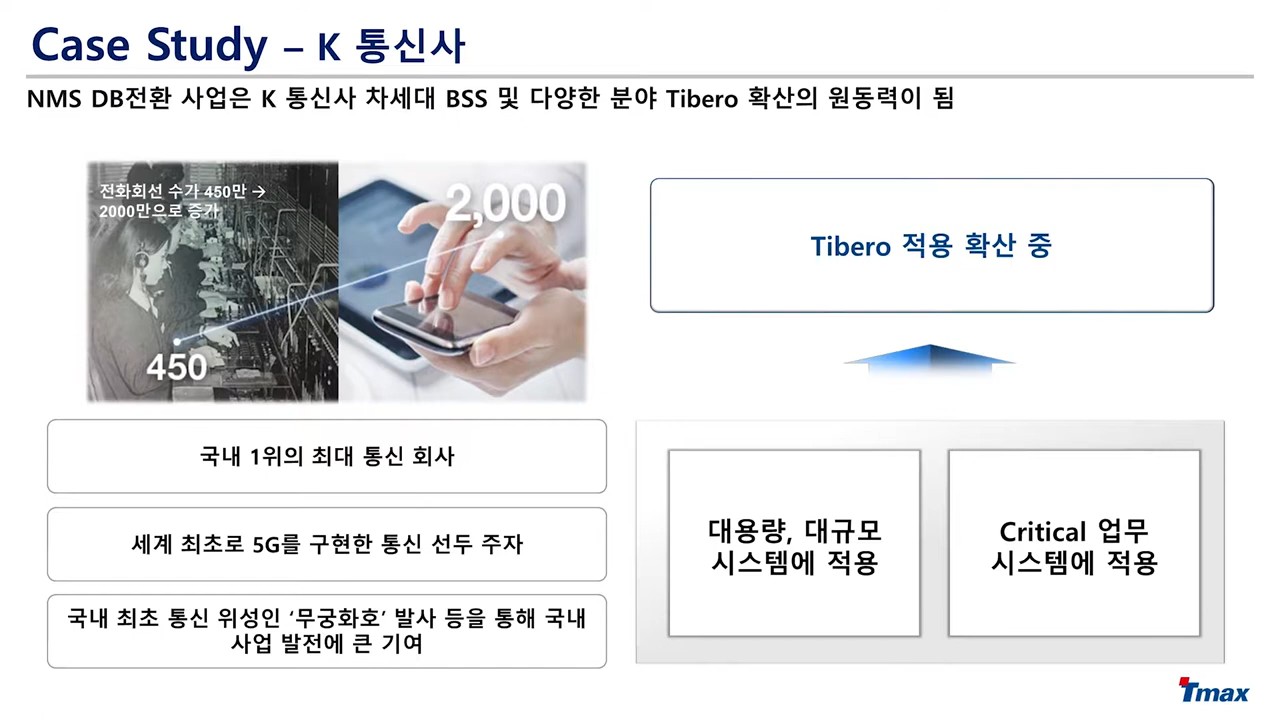 Case Study – K 통신사
NMS DB전환 사업은 K 통신사 차세대 BSS 및 다양한 분야 Tibero 확산의 원동력이 됨
전화회선 수가 450만 →
2000만으로 증가
2,000
450
국내 1위의 최대 통신 회사
세계 최초로 5G를 구현한 통신 선두 주자
국내 최초 통신 위성인 ‘무궁화호’ 발사 등을 통해 국내
사업 발전에 큰 기여
Tibero 적용 확산 중
대용량, 대규모
시스템에 적용
Critical 업무
시스템에 적용
Tmax